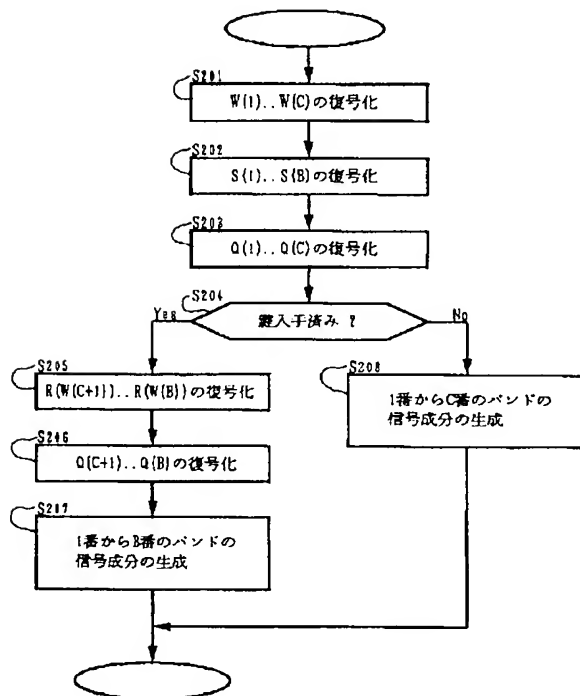 S201
W(1)..W(C)の復号化
S202
S(1)..S(B)の復号化
S203
Q(1)..Q(C)の復号化
S204
鍵入手済み ?
Yes
No
S205
R(W(C+1))..R(W(B))の復号化
S206
Q(C+1)..Q(B)の復号化
S207
1番からB番のバンドの
信号成分の生成
S208
1番からC番のバンドの
信号成分の生成